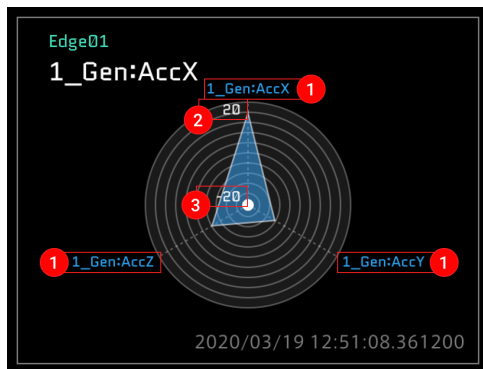 Edge01
1_Gen:AccX
1_Gen:AccX 1
2 20
3 -20
1 1_Gen:AccZ
1_Gen:AccY 1
2020/03/19 12:51:08.361200